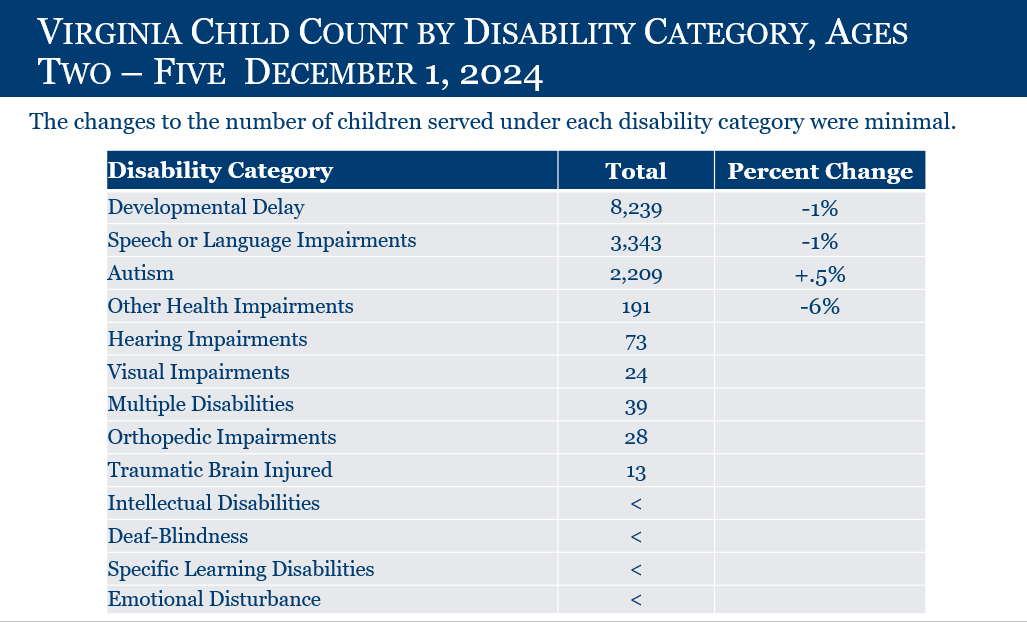 Virginia Child Count by Disability Category, Ages
Two – Five December 1, 2024
The changes to the number of children served under each disability category were minimal.
Disability Category Total Percent Change
Developmental Delay 8,239 -1%
Speech or Language Impairments 3,343 -1%
Autism 2,209 +.5%
Other Health Impairments 191 -6%
Hearing Impairments 73
Visual Impairments 24
Multiple Disabilities 39
Orthopedic Impairments 28
Traumatic Brain Injured 13
Intellectual Disabilities <
Deaf-Blindness <
Specific Learning Disabilities <
Emotional Disturbance <